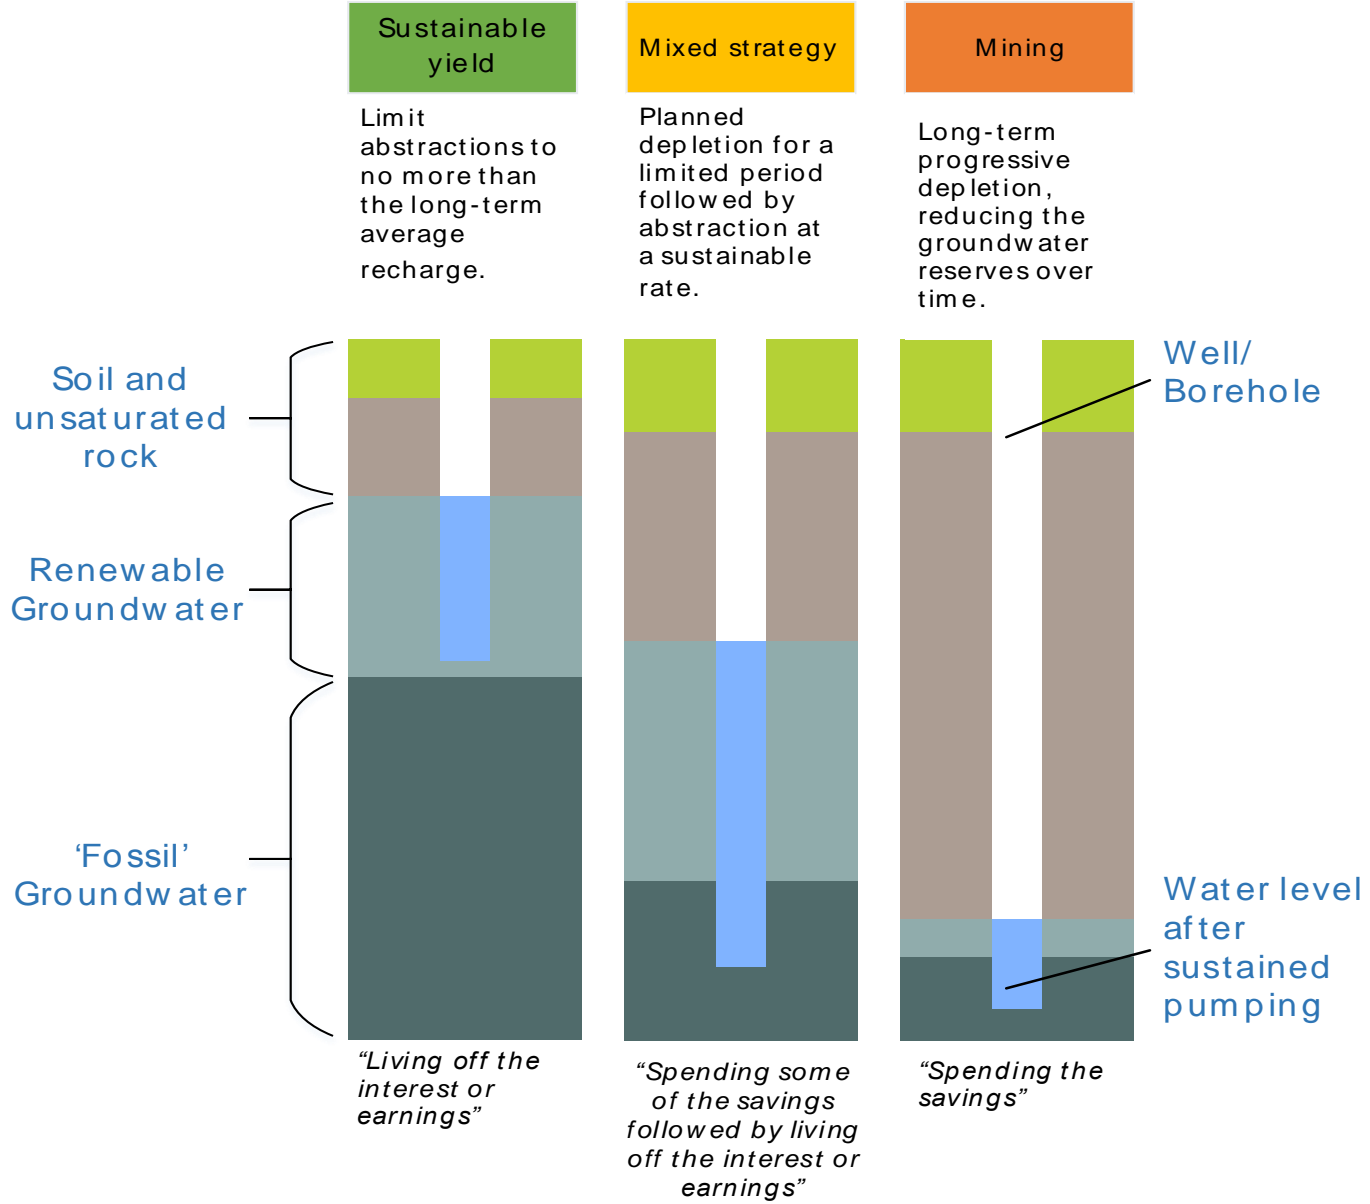 Sustainable
yield
Mixed strategy
Mining
Limit
abstractions to
no more than
the long-term
average
recharge.
Planned
depletion for a
limited period
followed by
abstraction at
a sustainable
rate.
Long-term
progressive
depletion,
reducing the
groundwater
reserves over
time.
Soil and
unsaturated
rock
Renewable
Groundwater
‘Fossil’
Groundwater
Well/
Borehole
Water level
after
sustained
pumping
“Living off the
interest or
earnings”
“Spending some
of the savings
followed by living
off the interest or
earnings”
“Spending the
savings”